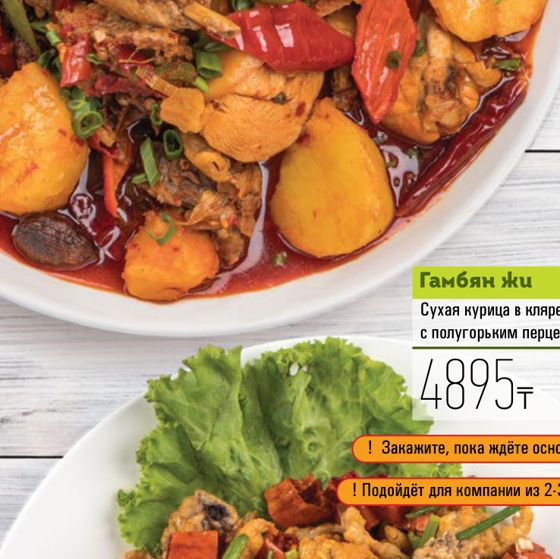 Гамбян жи
Сухая курица в кляре
с полугорьким перце
4895₸
! Закажите, пока ждёте осно
! Подойдёт для компании из 2-3